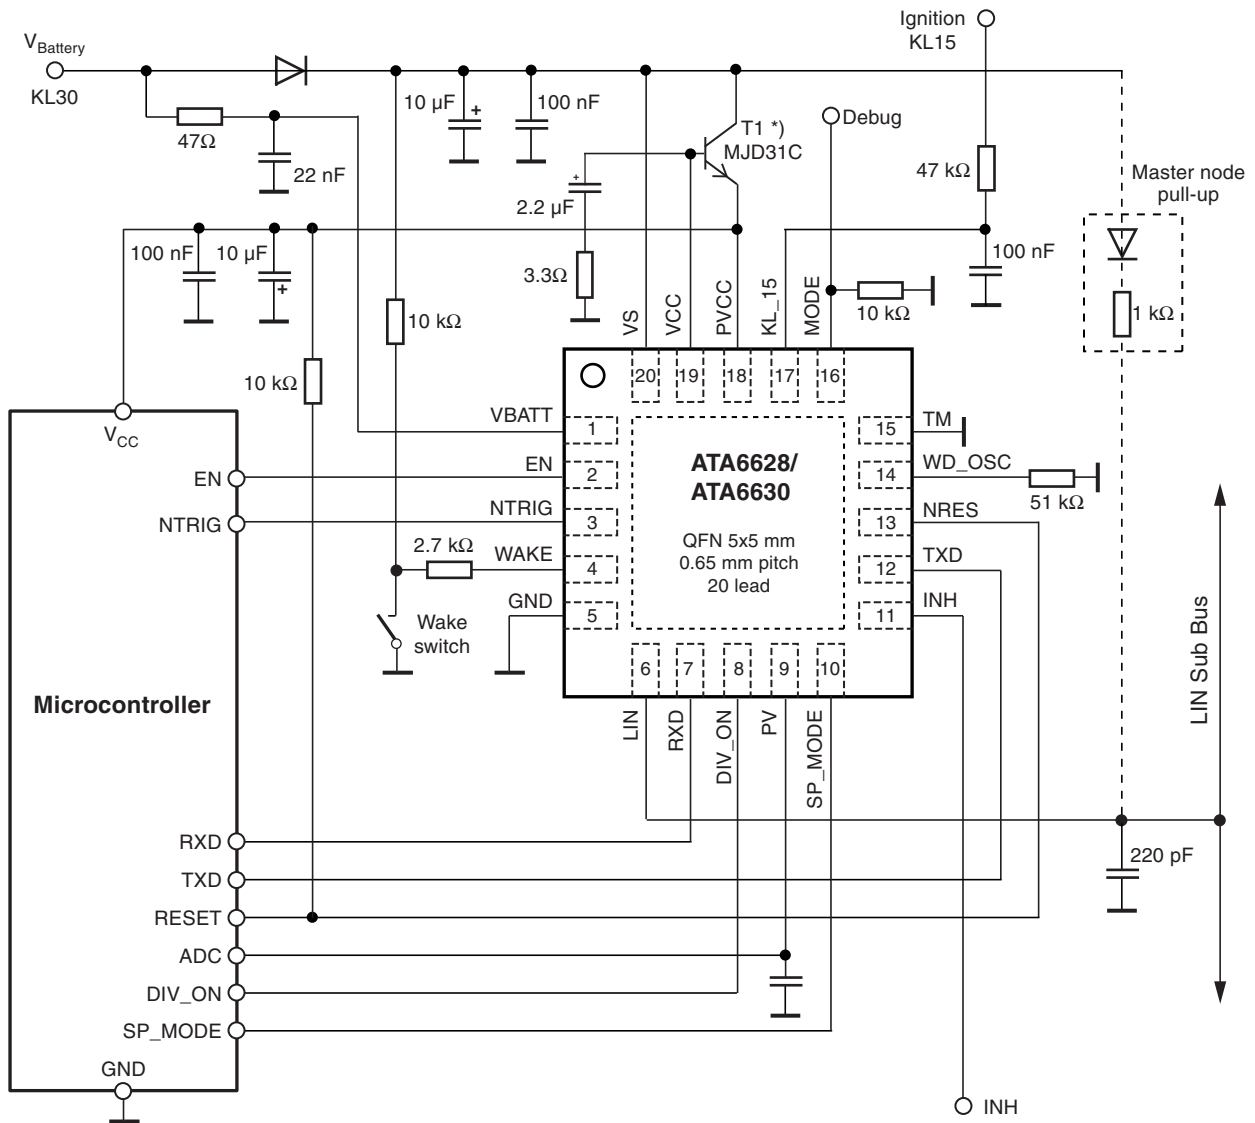 Ignition
KL15
V_Battery
KL30
47Ω
22 nF
10 µF
+
100 nF
T1 *)
MJD31C
Debug
+
2.2 µF
3.3Ω
47 kΩ
Master node
pull-up
100 nF
10 µF
+
100 nF
10 kΩ
10 kΩ
10 kΩ
1 kΩ
VS
VCC
PVCC
KL_15
MODE
20
19
18
17
16
V_CC
VBATT
1
15
TM
EN
EN
2
14
WD_OSC
51 kΩ
NTRIG
NTRIG
3
13
NRES
2.7 kΩ
WAKE
4
12
TXD
GND
5
11
INH
ATA6628/
ATA6630
QFN 5x5 mm
0.65 mm pitch
20 lead
Wake
switch
6
7
8
9
10
LIN
RXD
DIV_ON
PV
SP_MODE
LIN Sub Bus
Microcontroller
RXD
TXD
RESET
ADC
DIV_ON
SP_MODE
GND
220 pF
INH